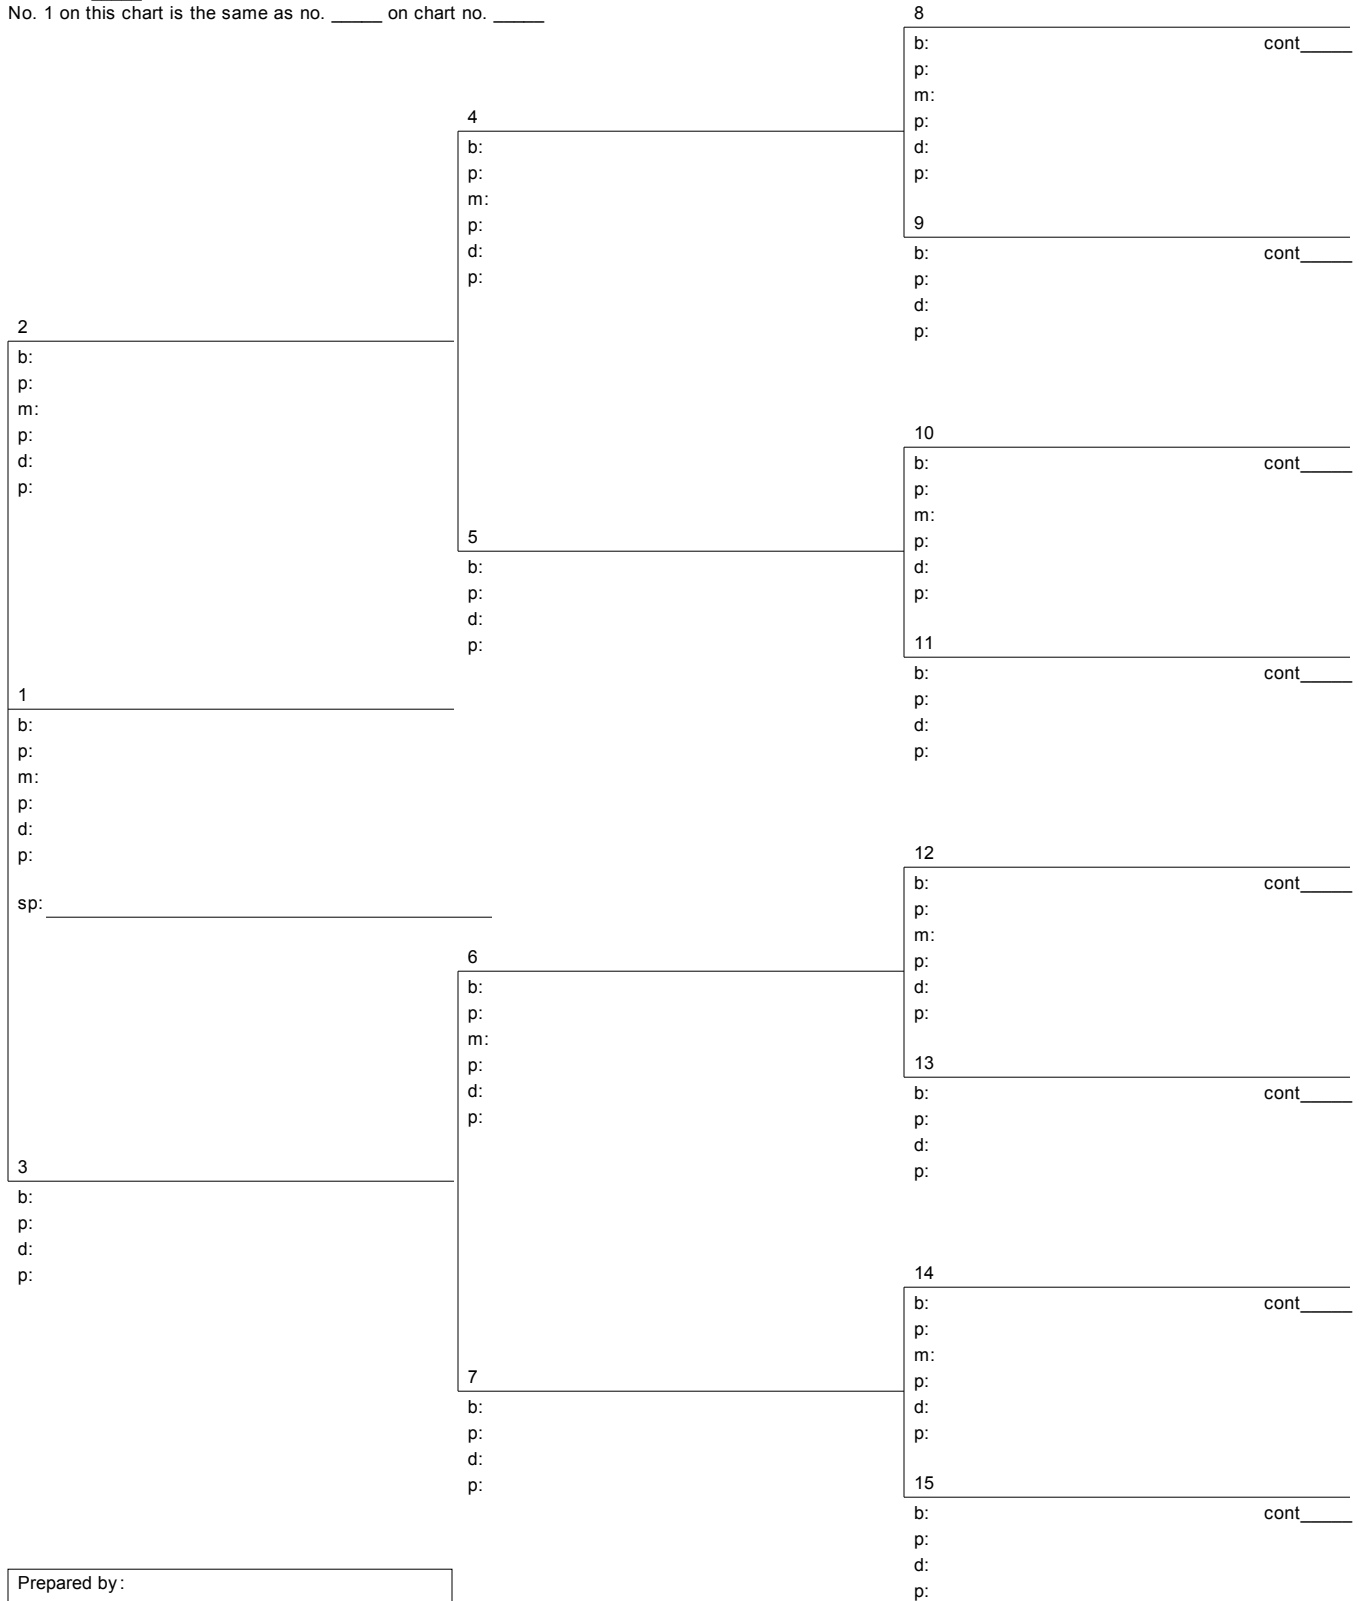 No. 1 on this chart is the same as no. _____ on chart no. _____
8
b: cont_____
p:
m:
p:
d:
p:
4
b:
p:
m:
p:
d:
p:
9
b: cont_____
p:
d:
p:
2
b:
p:
m:
p:
d:
p:
10
b: cont_____
p:
m:
p:
d:
p:
5
b:
p:
d:
p:
11
b: cont_____
p:
d:
p:
1
b:
p:
m:
p:
d:
p:
sp:
12
b: cont_____
p:
m:
p:
d:
p:
6
b:
p:
m:
p:
d:
p:
13
b: cont_____
p:
d:
p:
3
b:
p:
d:
p:
14
b: cont_____
p:
m:
p:
d:
p:
7
b:
p:
d:
p:
15
b: cont_____
p:
d:
p:
Prepared by: